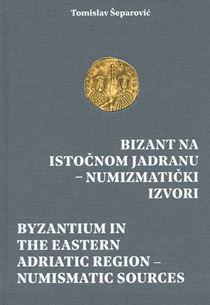 Tomislav Šeparović
BIZANT NA
ISTOČNOM JADRANU
– NUMIZMATIČKI
IZVORI
BYZANTIUM IN
THE EASTERN
ADRIATIC REGION –
NUMISMATIC SOURCES